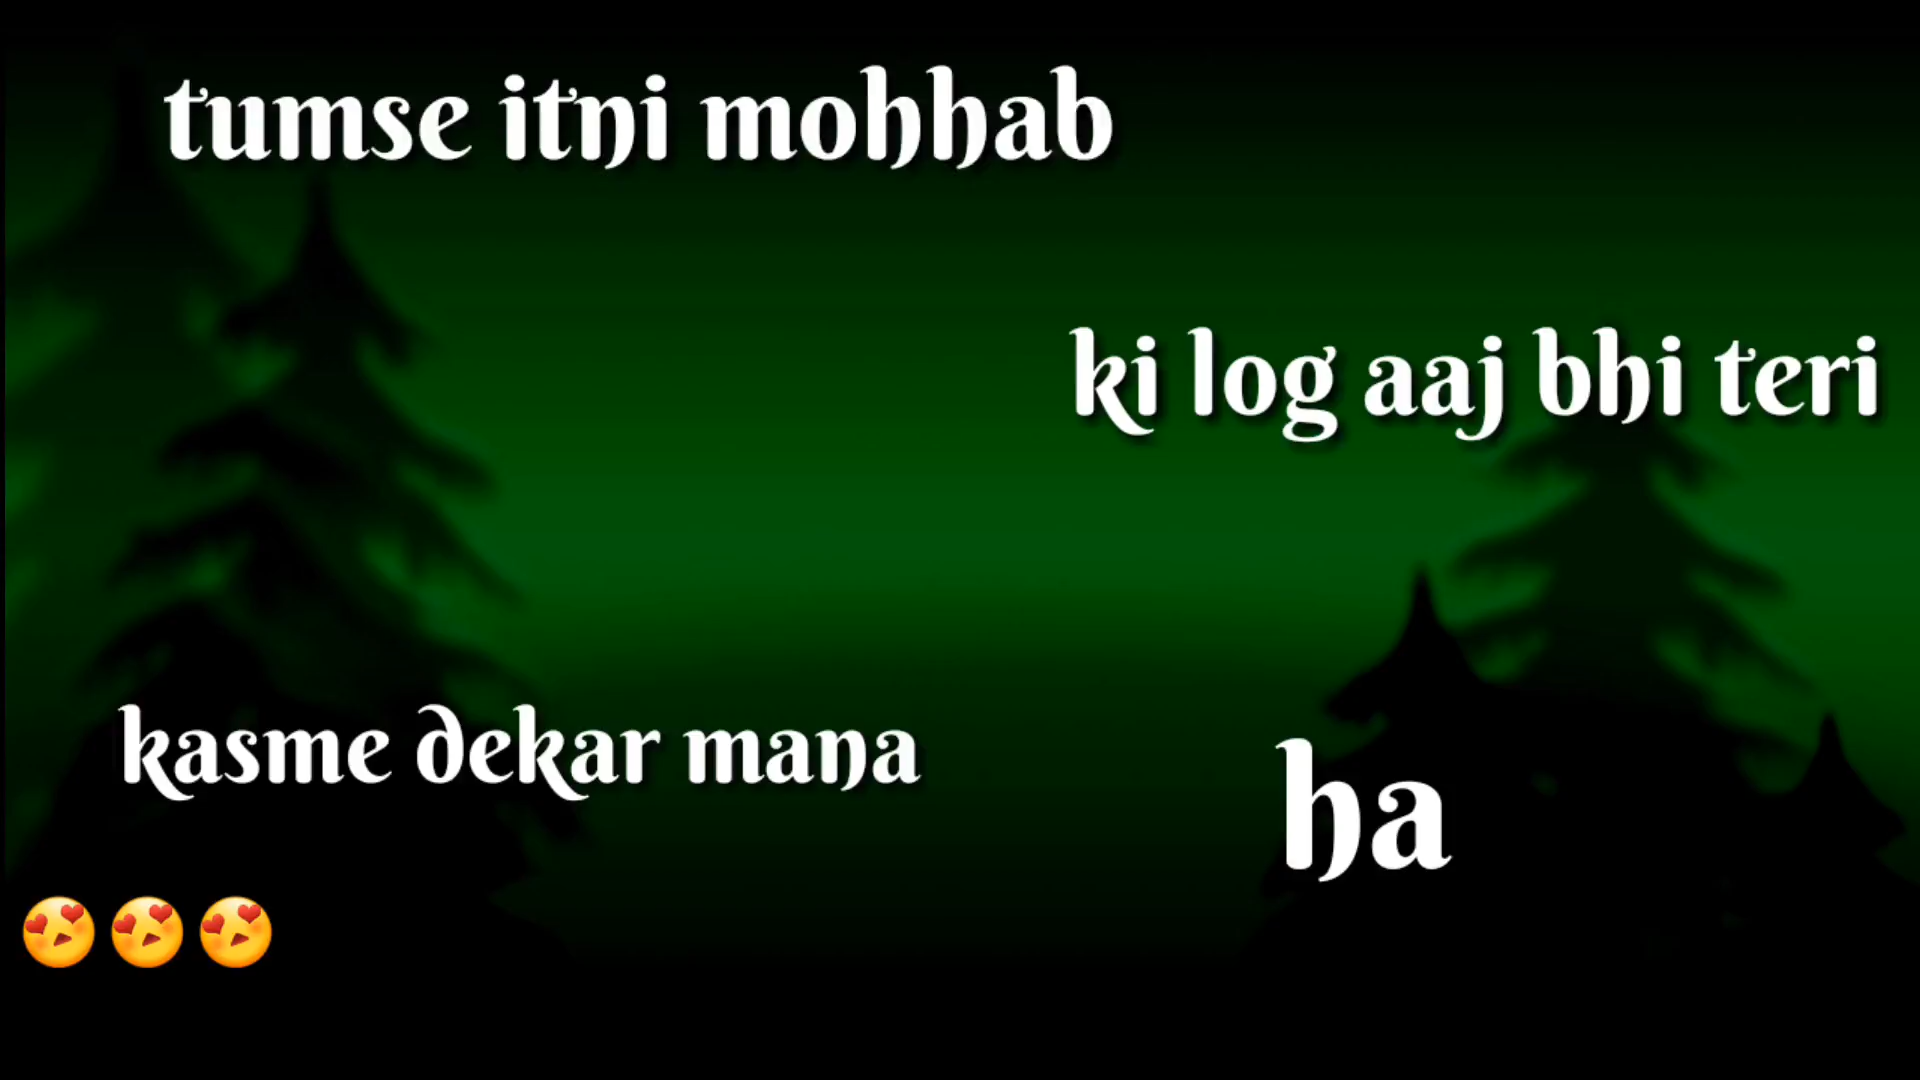 tumse itni mohhab
ki log aaj bhi teri
kasme dekar mana
ha
😍😍😍